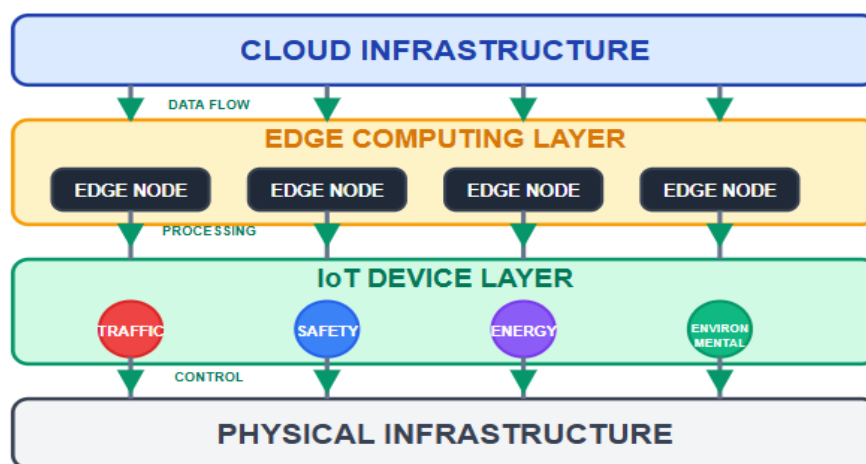 CLOUD INFRASTRUCTURE
DATA FLOW
EDGE COMPUTING LAYER
EDGE NODE EDGE NODE EDGE NODE EDGE NODE
PROCESSING
IoT DEVICE LAYER
TRAFFIC SAFETY ENERGY ENVIRON
MENTAL
CONTROL
PHYSICAL INFRASTRUCTURE